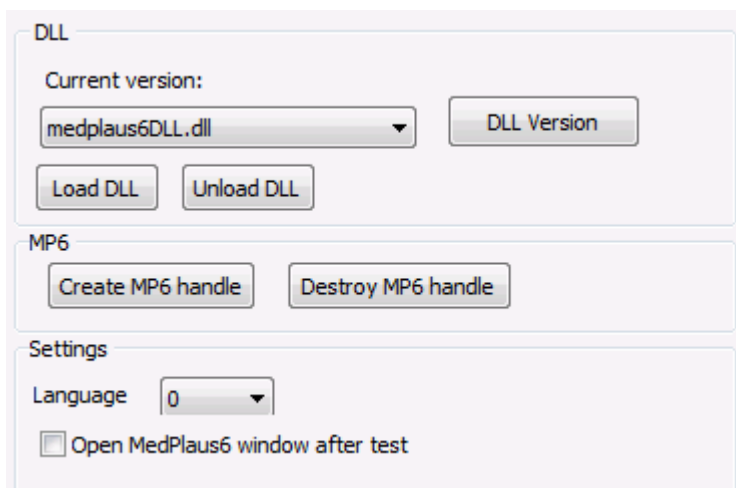 DLL
Current version:
medplaus6DLL.dll DLL Version
Load DLL Unload DLL
MP6
Create MP6 handle Destroy MP6 handle
Settings
Language 0
Open MedPlaus6 window after test